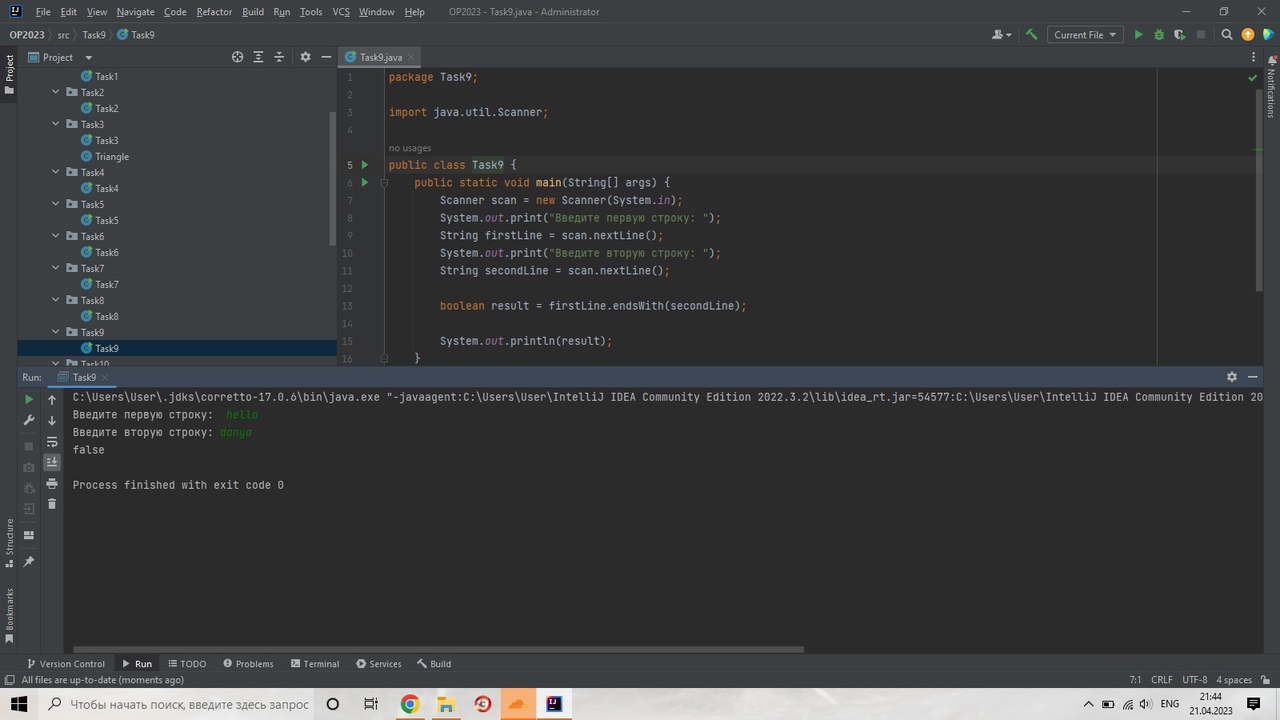 File Edit View Navigate Code Refactor Build Run Tools VCS Window Help OP2023 - Task9.java - Administrator
OP2023 src Task9 Task9 Current File
Project Project Task9.java Notifications
Task1
Task2
Task2
Task3
Task3
Triangle
Task4
Task4
Task5
Task5
Task6
Task6
Task7
Task7
Task8
Task8
Task9
Task9
Task10
1 package Task9;
2
3 import java.util.Scanner;
4
no usages
5 public class Task9 {
6 public static void main(String[] args) {
7 Scanner scan = new Scanner(System.in);
8 System.out.print("Введите первую строку: ");
9 String firstLine = scan.nextLine();
10 System.out.print("Введите вторую строку: ");
11 String secondLine = scan.nextLine();
12
13 boolean result = firstLine.endsWith(secondLine);
14
15 System.out.println(result);
16 }
Run: Task9
C:\Users\User\.jdks\corretto-17.0.6\bin\java.exe "-javaagent:C:\Users\User\IntelliJ IDEA Community Edition 2022.3.2\lib\idea_rt.jar=54577:C:\Users\User\IntelliJ IDEA Community Edition 20
Введите первую строку: hello
Введите вторую строку: danya
false
Process finished with exit code 0
Structure
Bookmarks
Version Control Run TODO Problems Terminal Services Build
All files are up-to-date (moments ago) 7:1 CRLF UTF-8 4 spaces
Чтобы начать поиск, введите здесь запрос ENG 21:44
21.04.2023